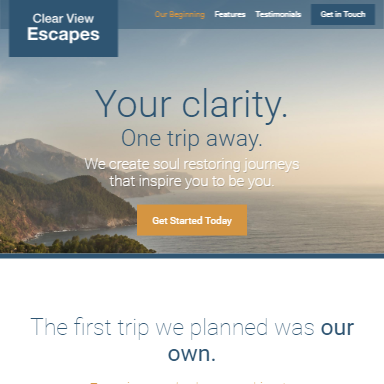 Clear View
Escapes
Our Beginning
Features
Testimonials
Get in Touch
Your clarity.
One trip away.
We create soul restoring journeys
that inspire you to be you.
Get Started Today
The first trip we planned was our
own.